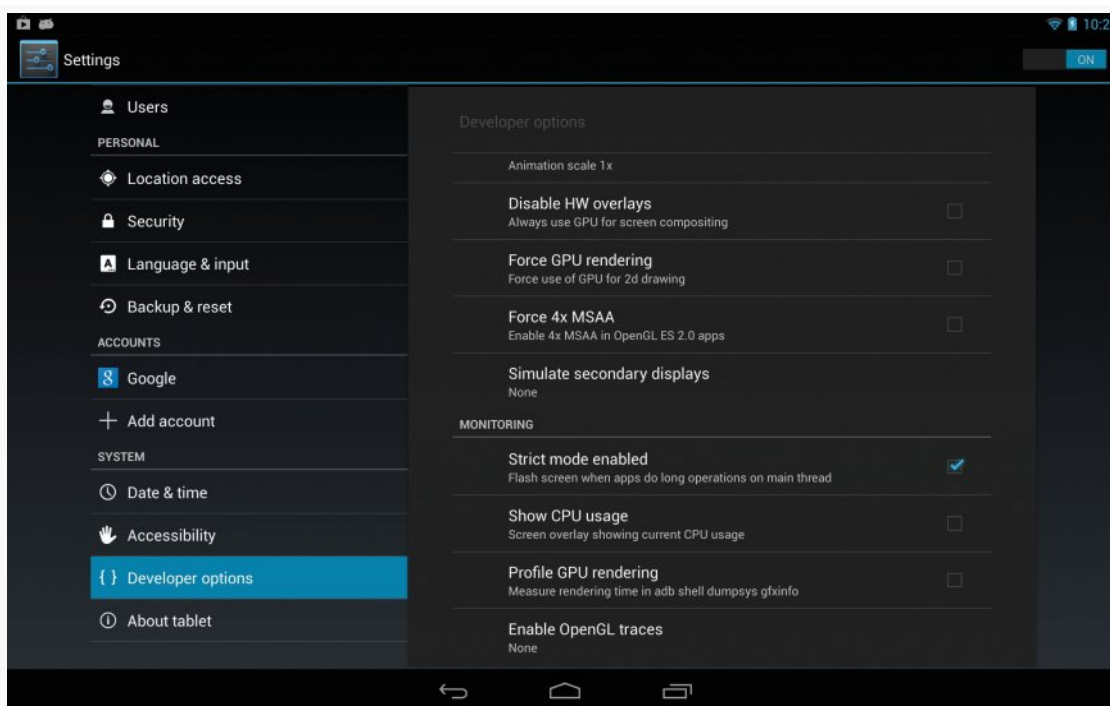 10:2
Settings
ON
Users
PERSONAL
Location access
Security
Language & input
Backup & reset
ACCOUNTS
Google
Add account
SYSTEM
Date & time
Accessibility
{ } Developer options
About tablet
Developer options
Animation scale 1x
Disable HW overlays
Always use GPU for screen compositing
Force GPU rendering
Force use of GPU for 2d drawing
Force 4x MSAA
Enable 4x MSAA in OpenGL ES 2.0 apps
Simulate secondary displays
None
MONITORING
Strict mode enabled
Flash screen when apps do long operations on main thread
Show CPU usage
Screen overlay showing current CPU usage
Profile GPU rendering
Measure rendering time in adb shell dumpsys gfxinfo
Enable OpenGL traces
None